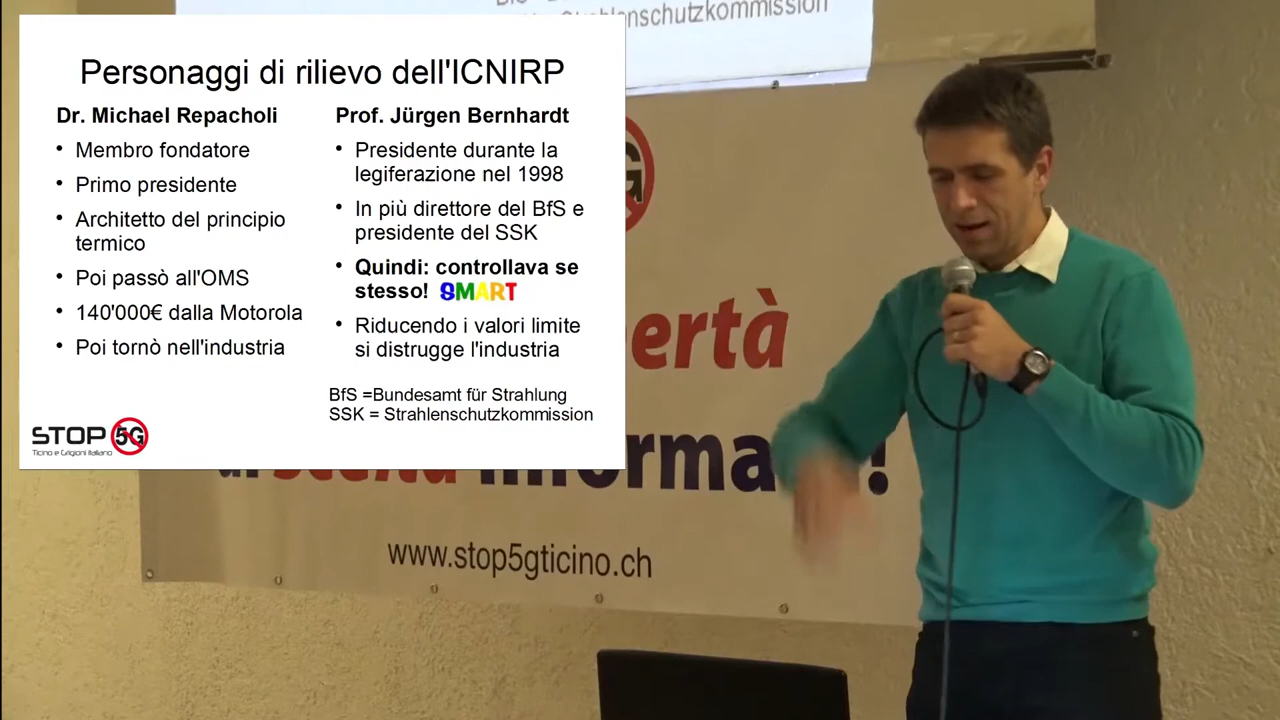 Personaggi di rilievo dell'ICNIRP
Dr. Michael Repacholi
• Membro fondatore
• Primo presidente
• Architetto del principio
termico
• Poi passò all'OMS
• 140'000€ dalla Motorola
• Poi tornò nell'industria
Prof. Jürgen Bernhardt
• Presidente durante la
legiferazione nel 1998
• In più direttore del BfS e
presidente del SSK
• Quindi: controllava se
stesso! SMART
• Riducendo i valori limite
si distrugge l'industria
BfS =Bundesamt für Strahlung
SSK = Strahlenschutzkommission
STOP 5G
Ticino e Grigioni italiano
Strahlenschutzkommission
G
ertà
di scelta informa !
www.stop5gticino.ch